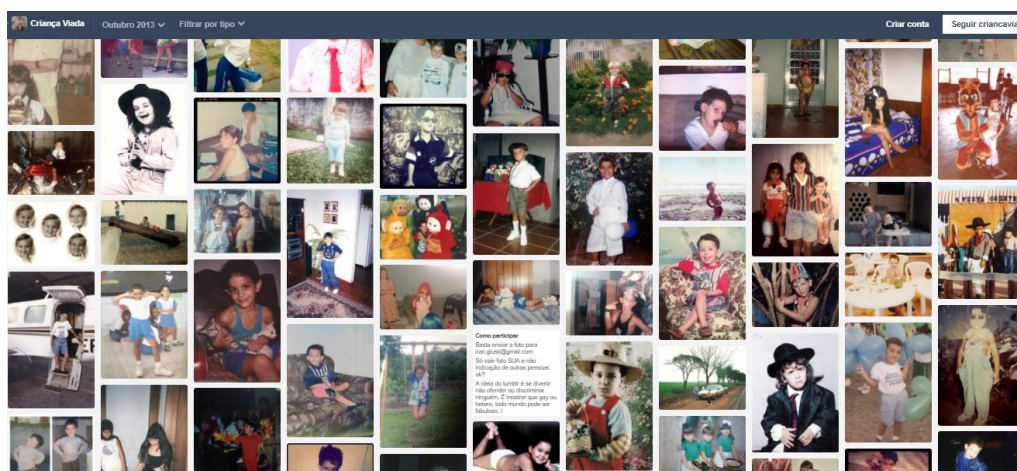 Criança Viada
Outubro 2013
Filtrar por tipo
Criar conta
Seguir criancavia
Como participar
Basta enviar a foto para
iran.giusti@gmail.com
Só vale foto SUA e não
indicação de outras pessoas
ok?
A ideia do tumblr é se divertir
não ofender ou discriminar
ninguém. É mostrar que gay ou
hetero, todo mundo pode ser
fabuloso :)